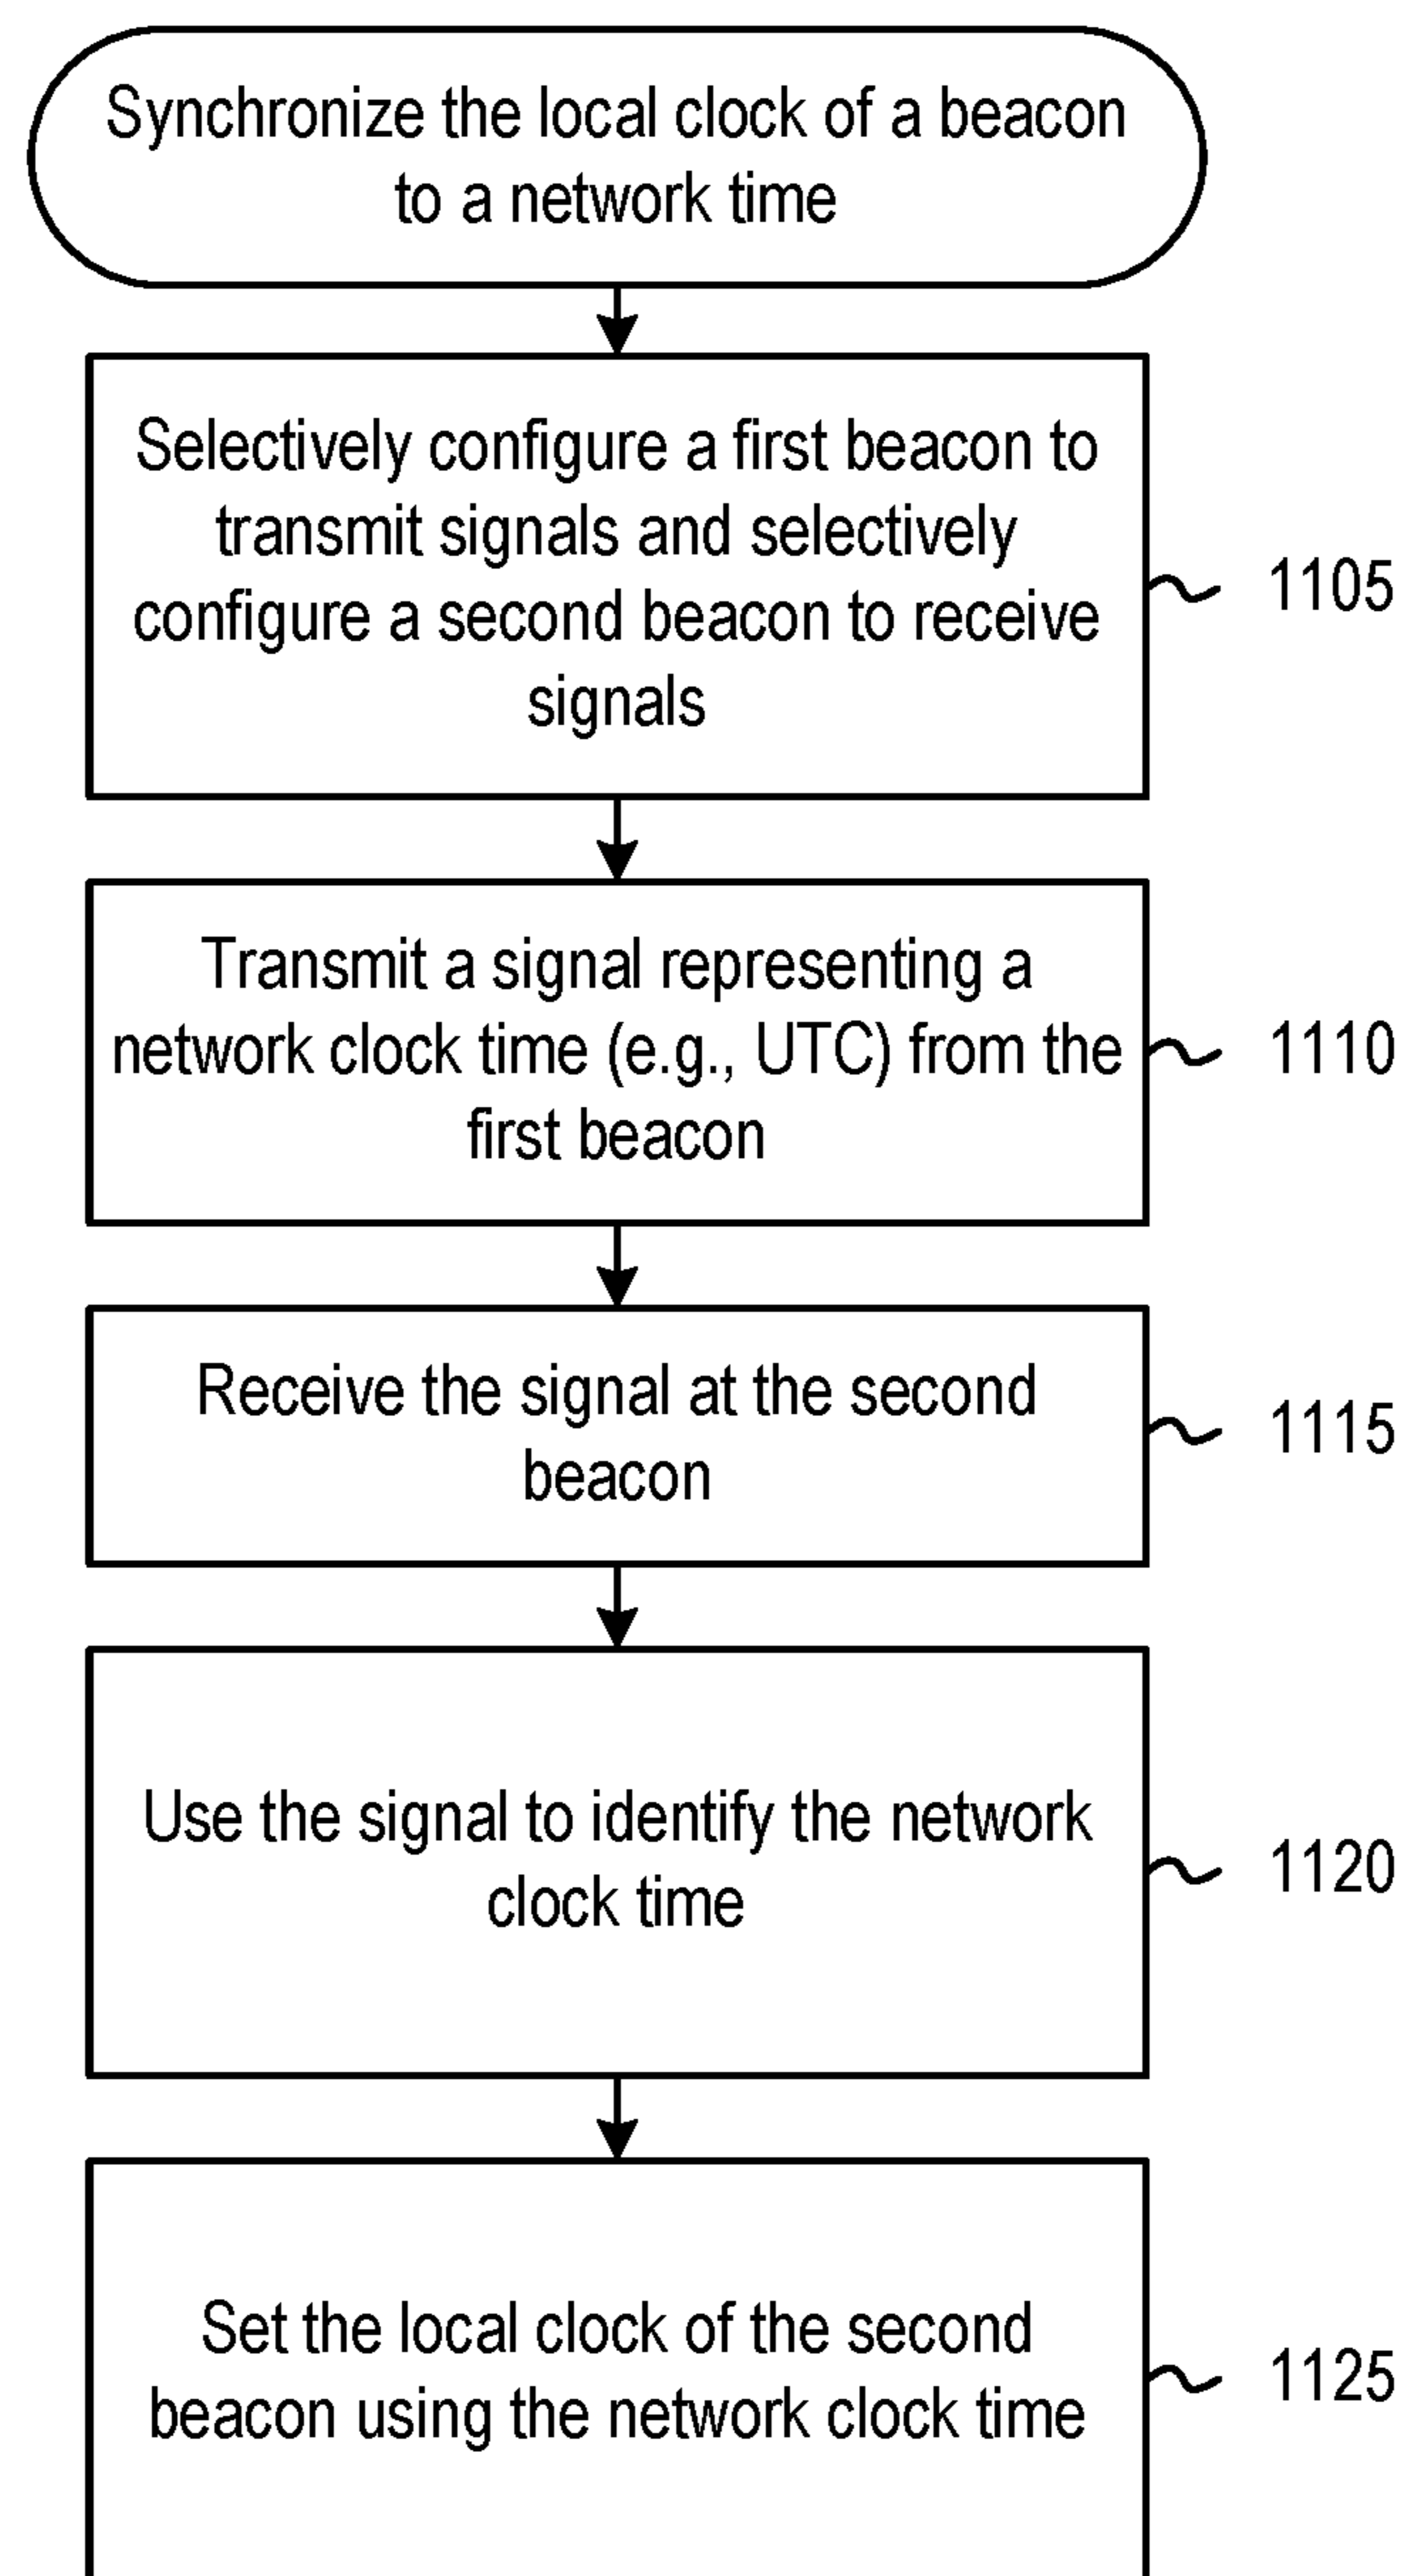 Synchronize the local clock of a beacon
to a network time
Selectively configure a first beacon to
transmit signals and selectively
configure a second beacon to receive
signals
1105
Transmit a signal representing a
network clock time (e.g., UTC) from the
first beacon
1110
Receive the signal at the second
beacon
1115
Use the signal to identify the network
clock time
1120
Set the local clock of the second
beacon using the network clock time
1125